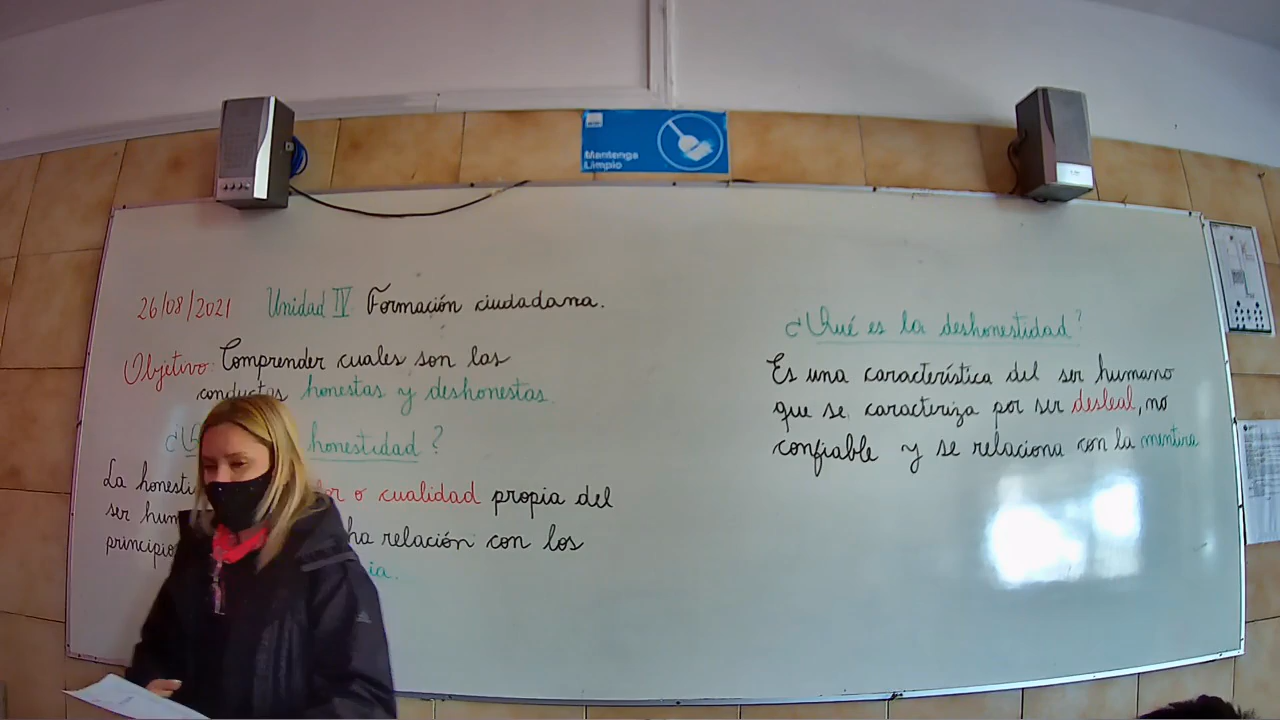 Mantenga
Limpio
26/08/2021 Unidad IV Formación ciudadana.
Objetivo: Comprender cuales son las
conductas honestas y deshonestas.
honestidad?
La honesti or o cualidad propia del
ser hum
principio ha relación con los
ia.
¿Qué es la deshonestidad?
Es una característica del ser humano
que se caracteriza por ser desleal, no
confiable y se relaciona con la mentira